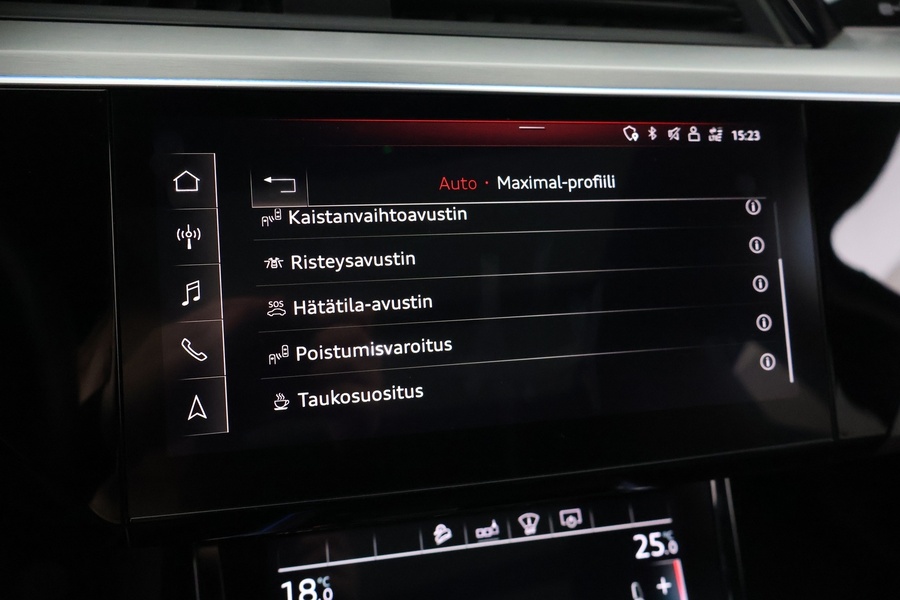 15:23
Auto · Maximal-profiili
Kaistanvaihtoavustin
Risteysavustin
SOS
Hätätila-avustin
Poistumisvaroitus
Taukosuositus
25.0 °C
18.0 °C
+